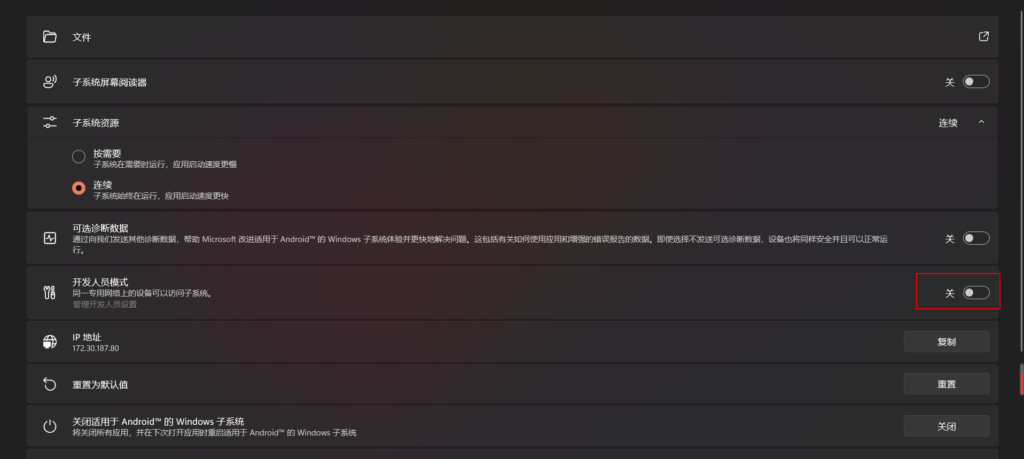 文件
子系统屏幕阅读器
关
子系统资源
连续
按需要
子系统在需要时运行，应用启动速度更慢
连续
子系统始终在运行，应用启动速度更快
可选诊断数据
通过向我们发送其他诊断数据，帮助 Microsoft 改进适用于 Android™ 的 Windows 子系统体验并更快地解决问题。这包括有关如何使用应用和增强的错误报告的数据。即使选择不发送可选诊断数据，设备也将同样安全并且可以正常运
行。
关
开发人员模式
同一专用网络上的设备可以访问子系统。
管理开发人员设置
关
IP 地址
172.30.187.80
复制
重置为默认值
重置
关闭适用于 Android™ 的 Windows 子系统
将关闭所有应用，并在下次打开应用时重启适用于 Android™ 的 Windows 子系统
关闭